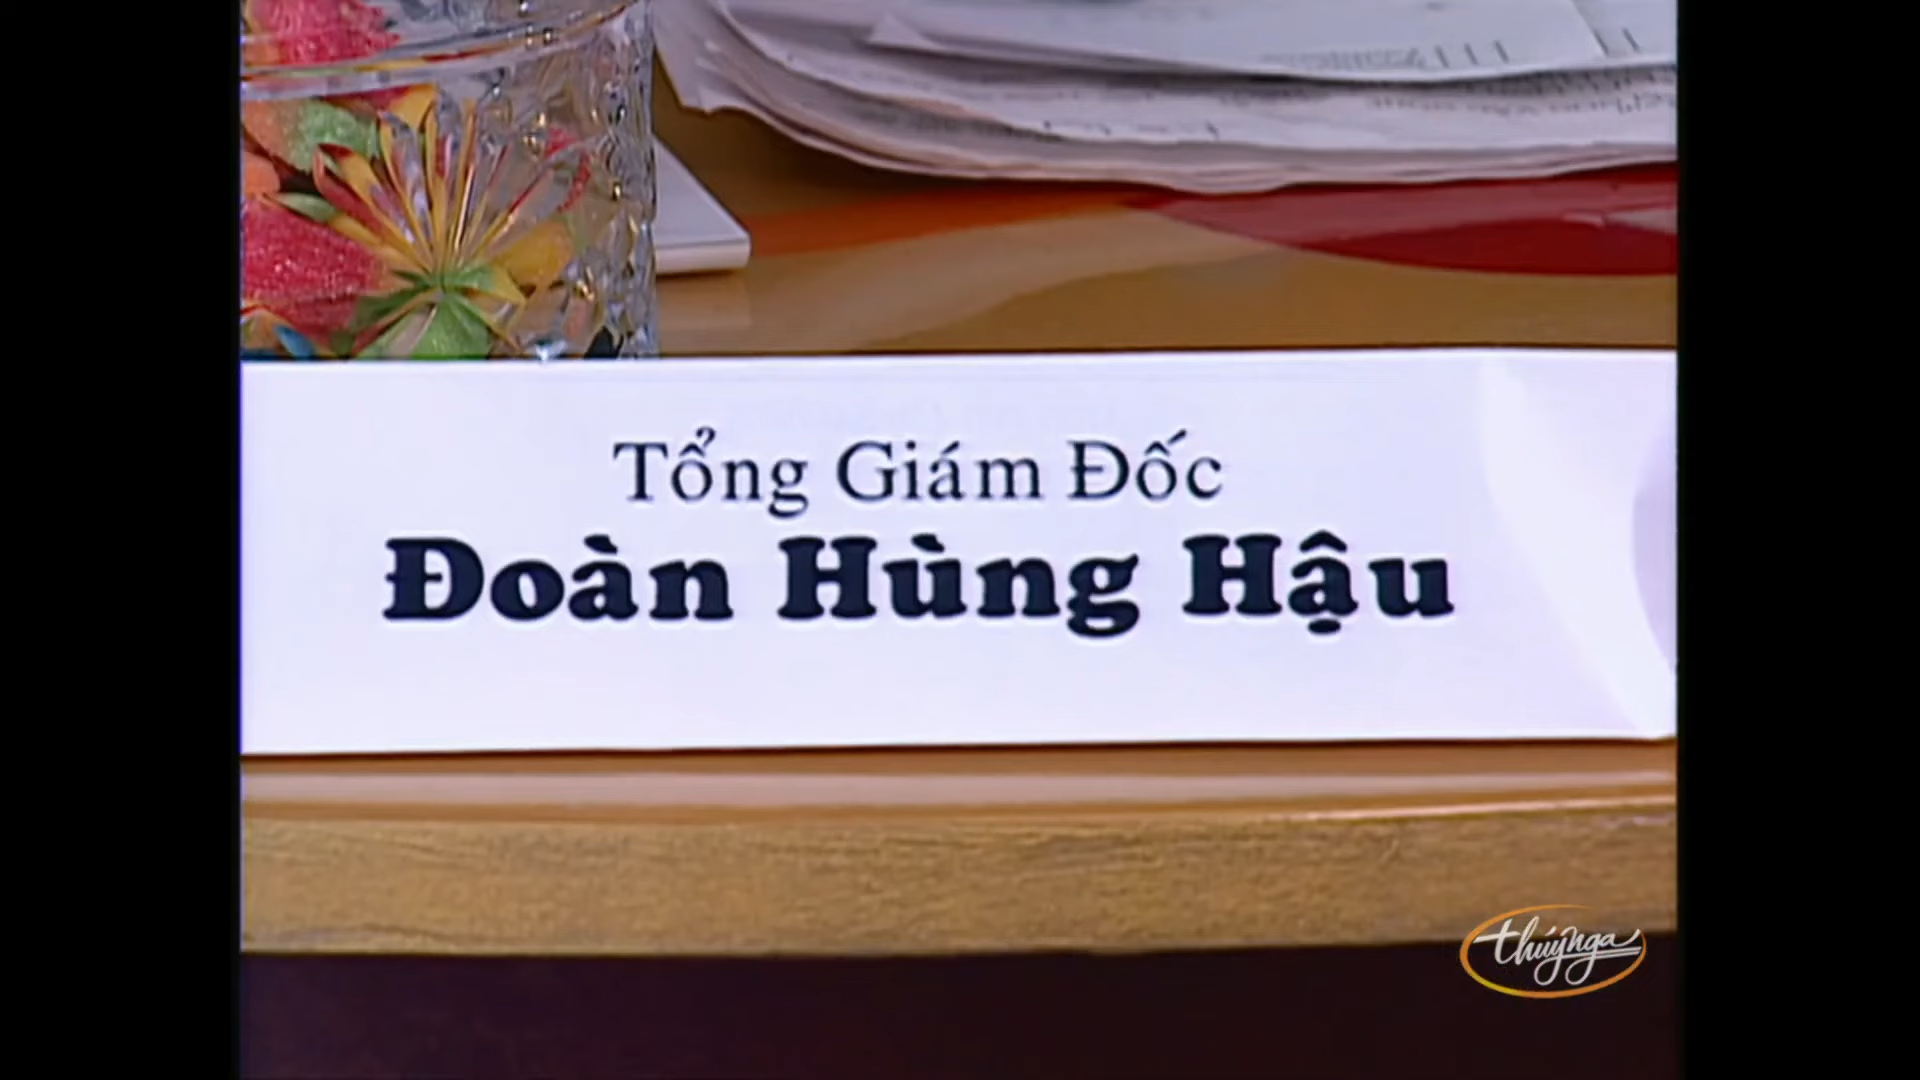 Tổng Giám Đốc
Đoàn Hùng Hậu
thúy nga